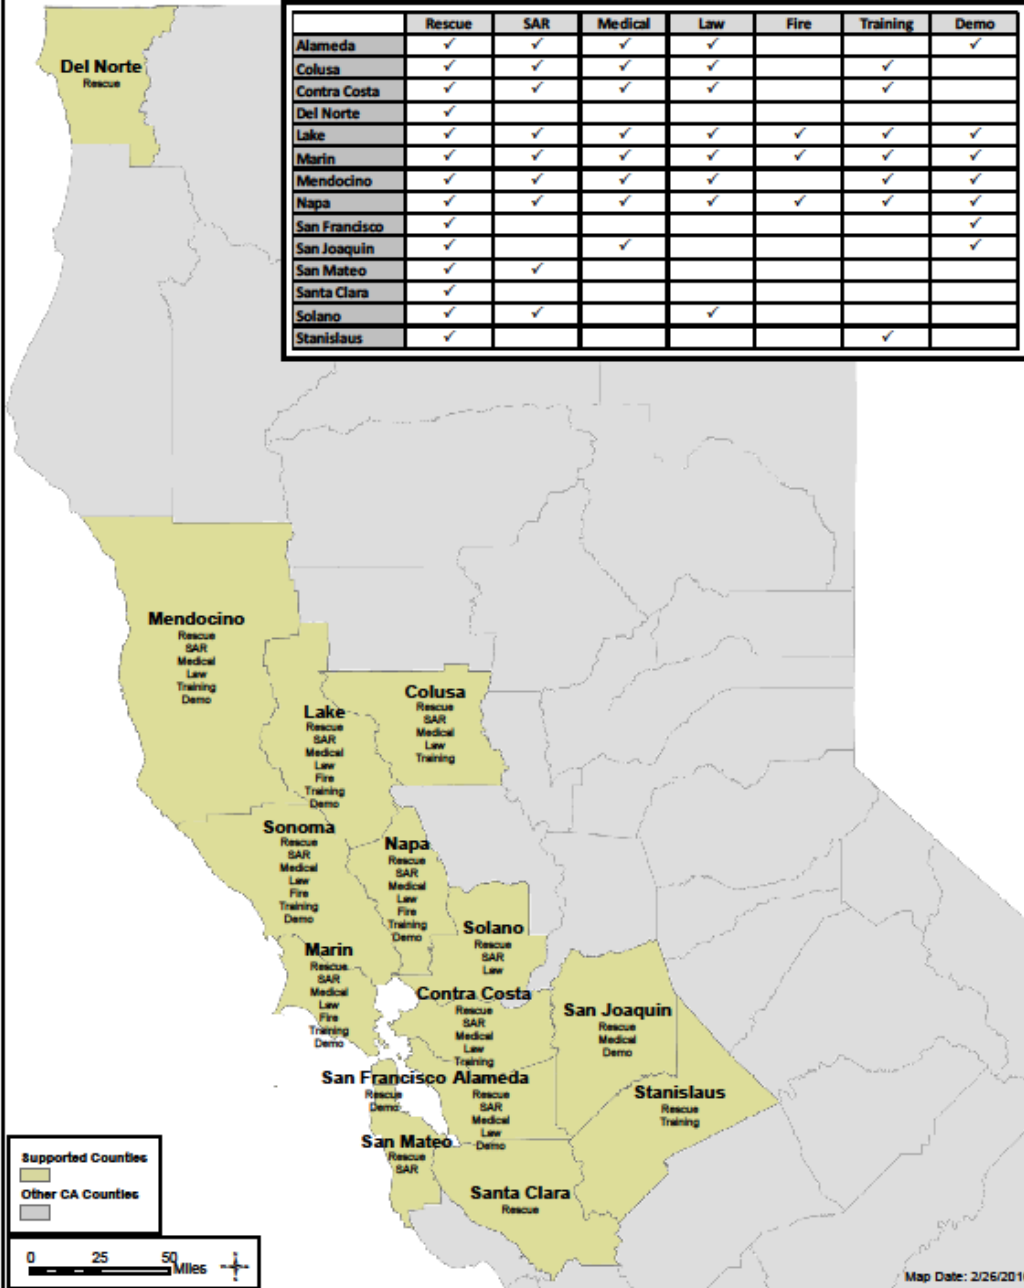 Rescue SAR Medical Law Fire Training Demo
Alameda ✓ ✓ ✓ ✓ ✓
Colusa ✓ ✓ ✓ ✓ ✓
Contra Costa ✓ ✓ ✓ ✓ ✓
Del Norte ✓
Lake ✓ ✓ ✓ ✓ ✓ ✓ ✓
Marin ✓ ✓ ✓ ✓ ✓ ✓ ✓
Mendocino ✓ ✓ ✓ ✓ ✓ ✓
Napa ✓ ✓ ✓ ✓ ✓ ✓ ✓
San Francisco ✓ ✓
San Joaquin ✓ ✓ ✓
San Mateo ✓ ✓
Santa Clara ✓
Solano ✓ ✓ ✓
Stanislaus ✓ ✓
Del Norte
Rescue
Mendocino
Rescue
SAR
Medical
Law
Training
Demo
Lake
Rescue
SAR
Medical
Law
Fire
Training
Demo
Colusa
Rescue
SAR
Medical
Law
Training
Sonoma
Rescue
SAR
Medical
Law
Fire
Training
Demo
Napa
Rescue
SAR
Medical
Law
Fire
Training
Demo
Solano
Rescue
SAR
Law
Marin
Rescue
SAR
Medical
Law
Fire
Training
Demo
Contra Costa
Rescue
SAR
Medical
Law
Training
San Joaquin
Rescue
Medical
Demo
San Francisco
Rescue
Demo
Alameda
Rescue
SAR
Medical
Law
Demo
Stanislaus
Rescue
Training
San Mateo
Rescue
SAR
Santa Clara
Rescue
Supported Counties
Other CA Counties
0 25 50
Miles
Map Date: 2/26/201